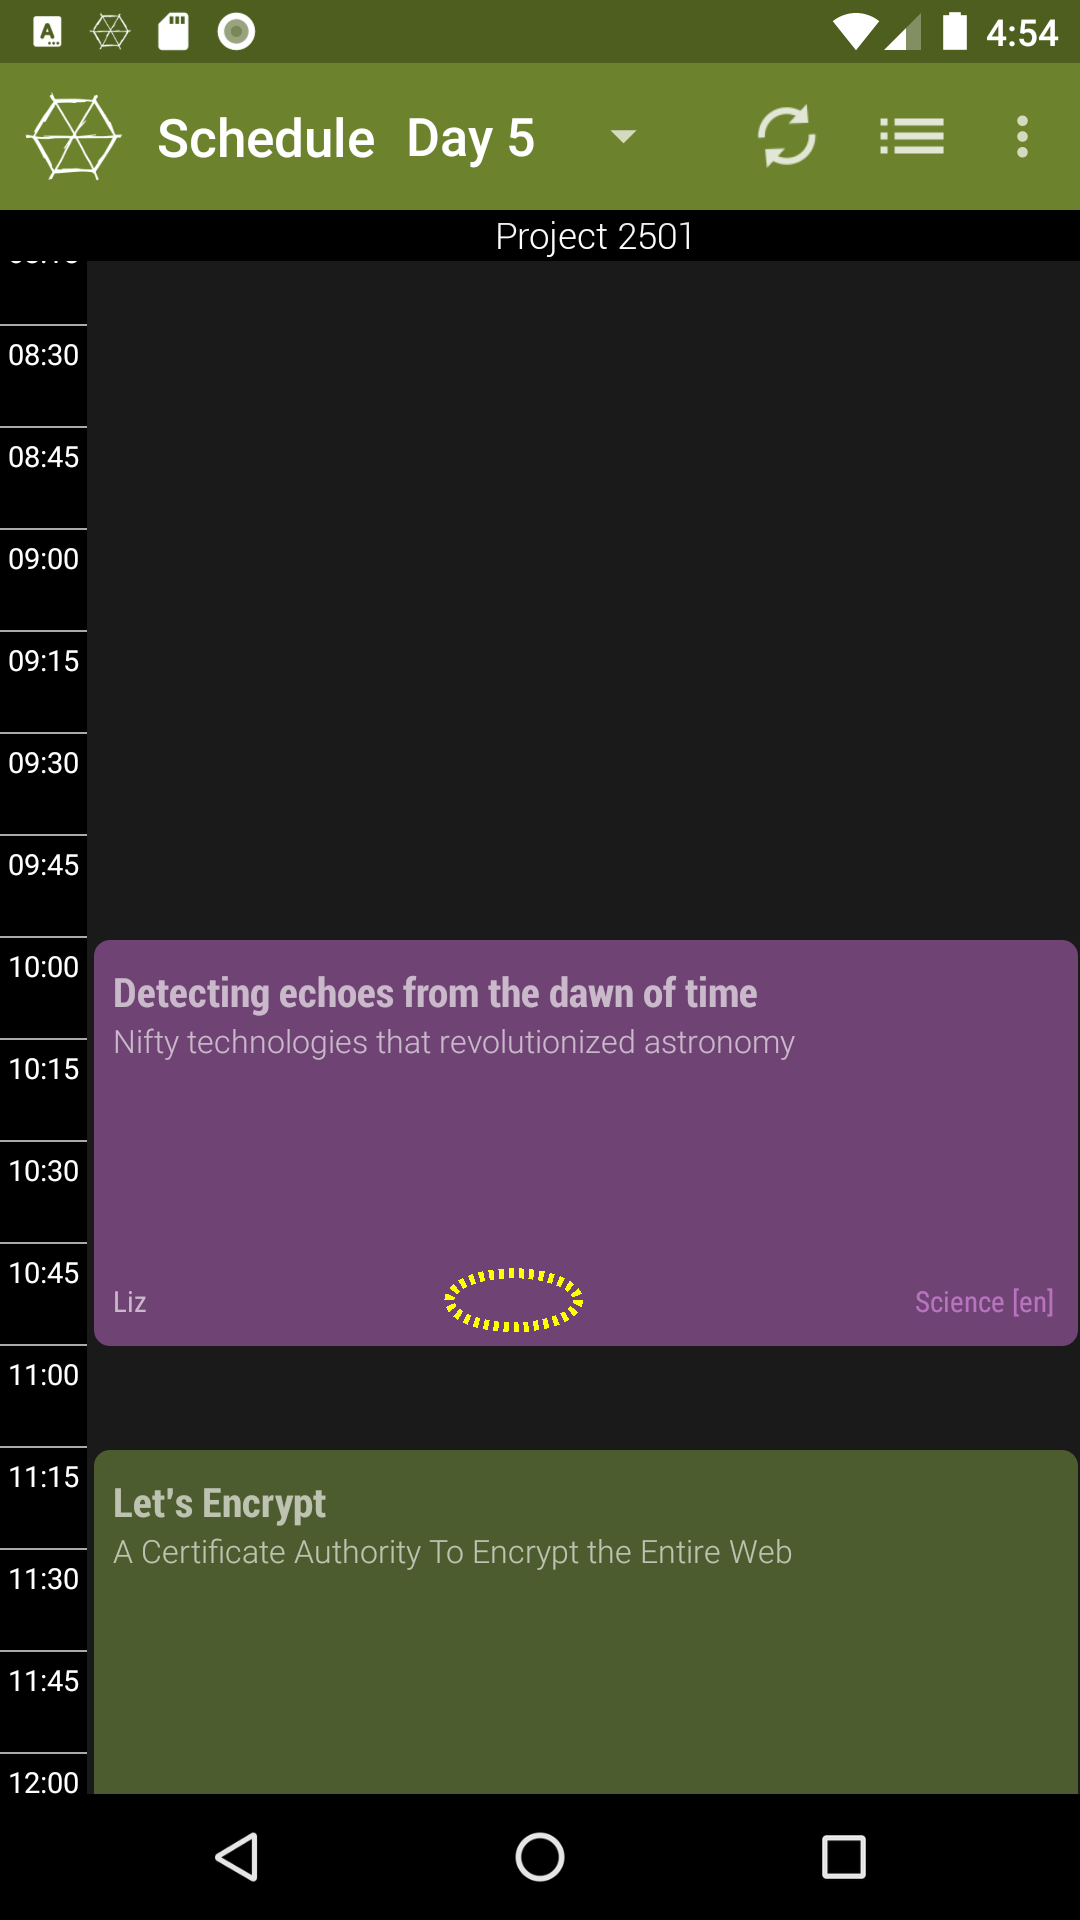 4:54
Schedule Day 5
Project 2501
08:30
08:45
09:00
09:15
09:30
09:45
10:00
Detecting echoes from the dawn of time
Nifty technologies that revolutionized astronomy
10:15
10:30
10:45
Liz
Science [en]
11:00
11:15
Let's Encrypt
A Certificate Authority To Encrypt the Entire Web
11:30
11:45
12:00